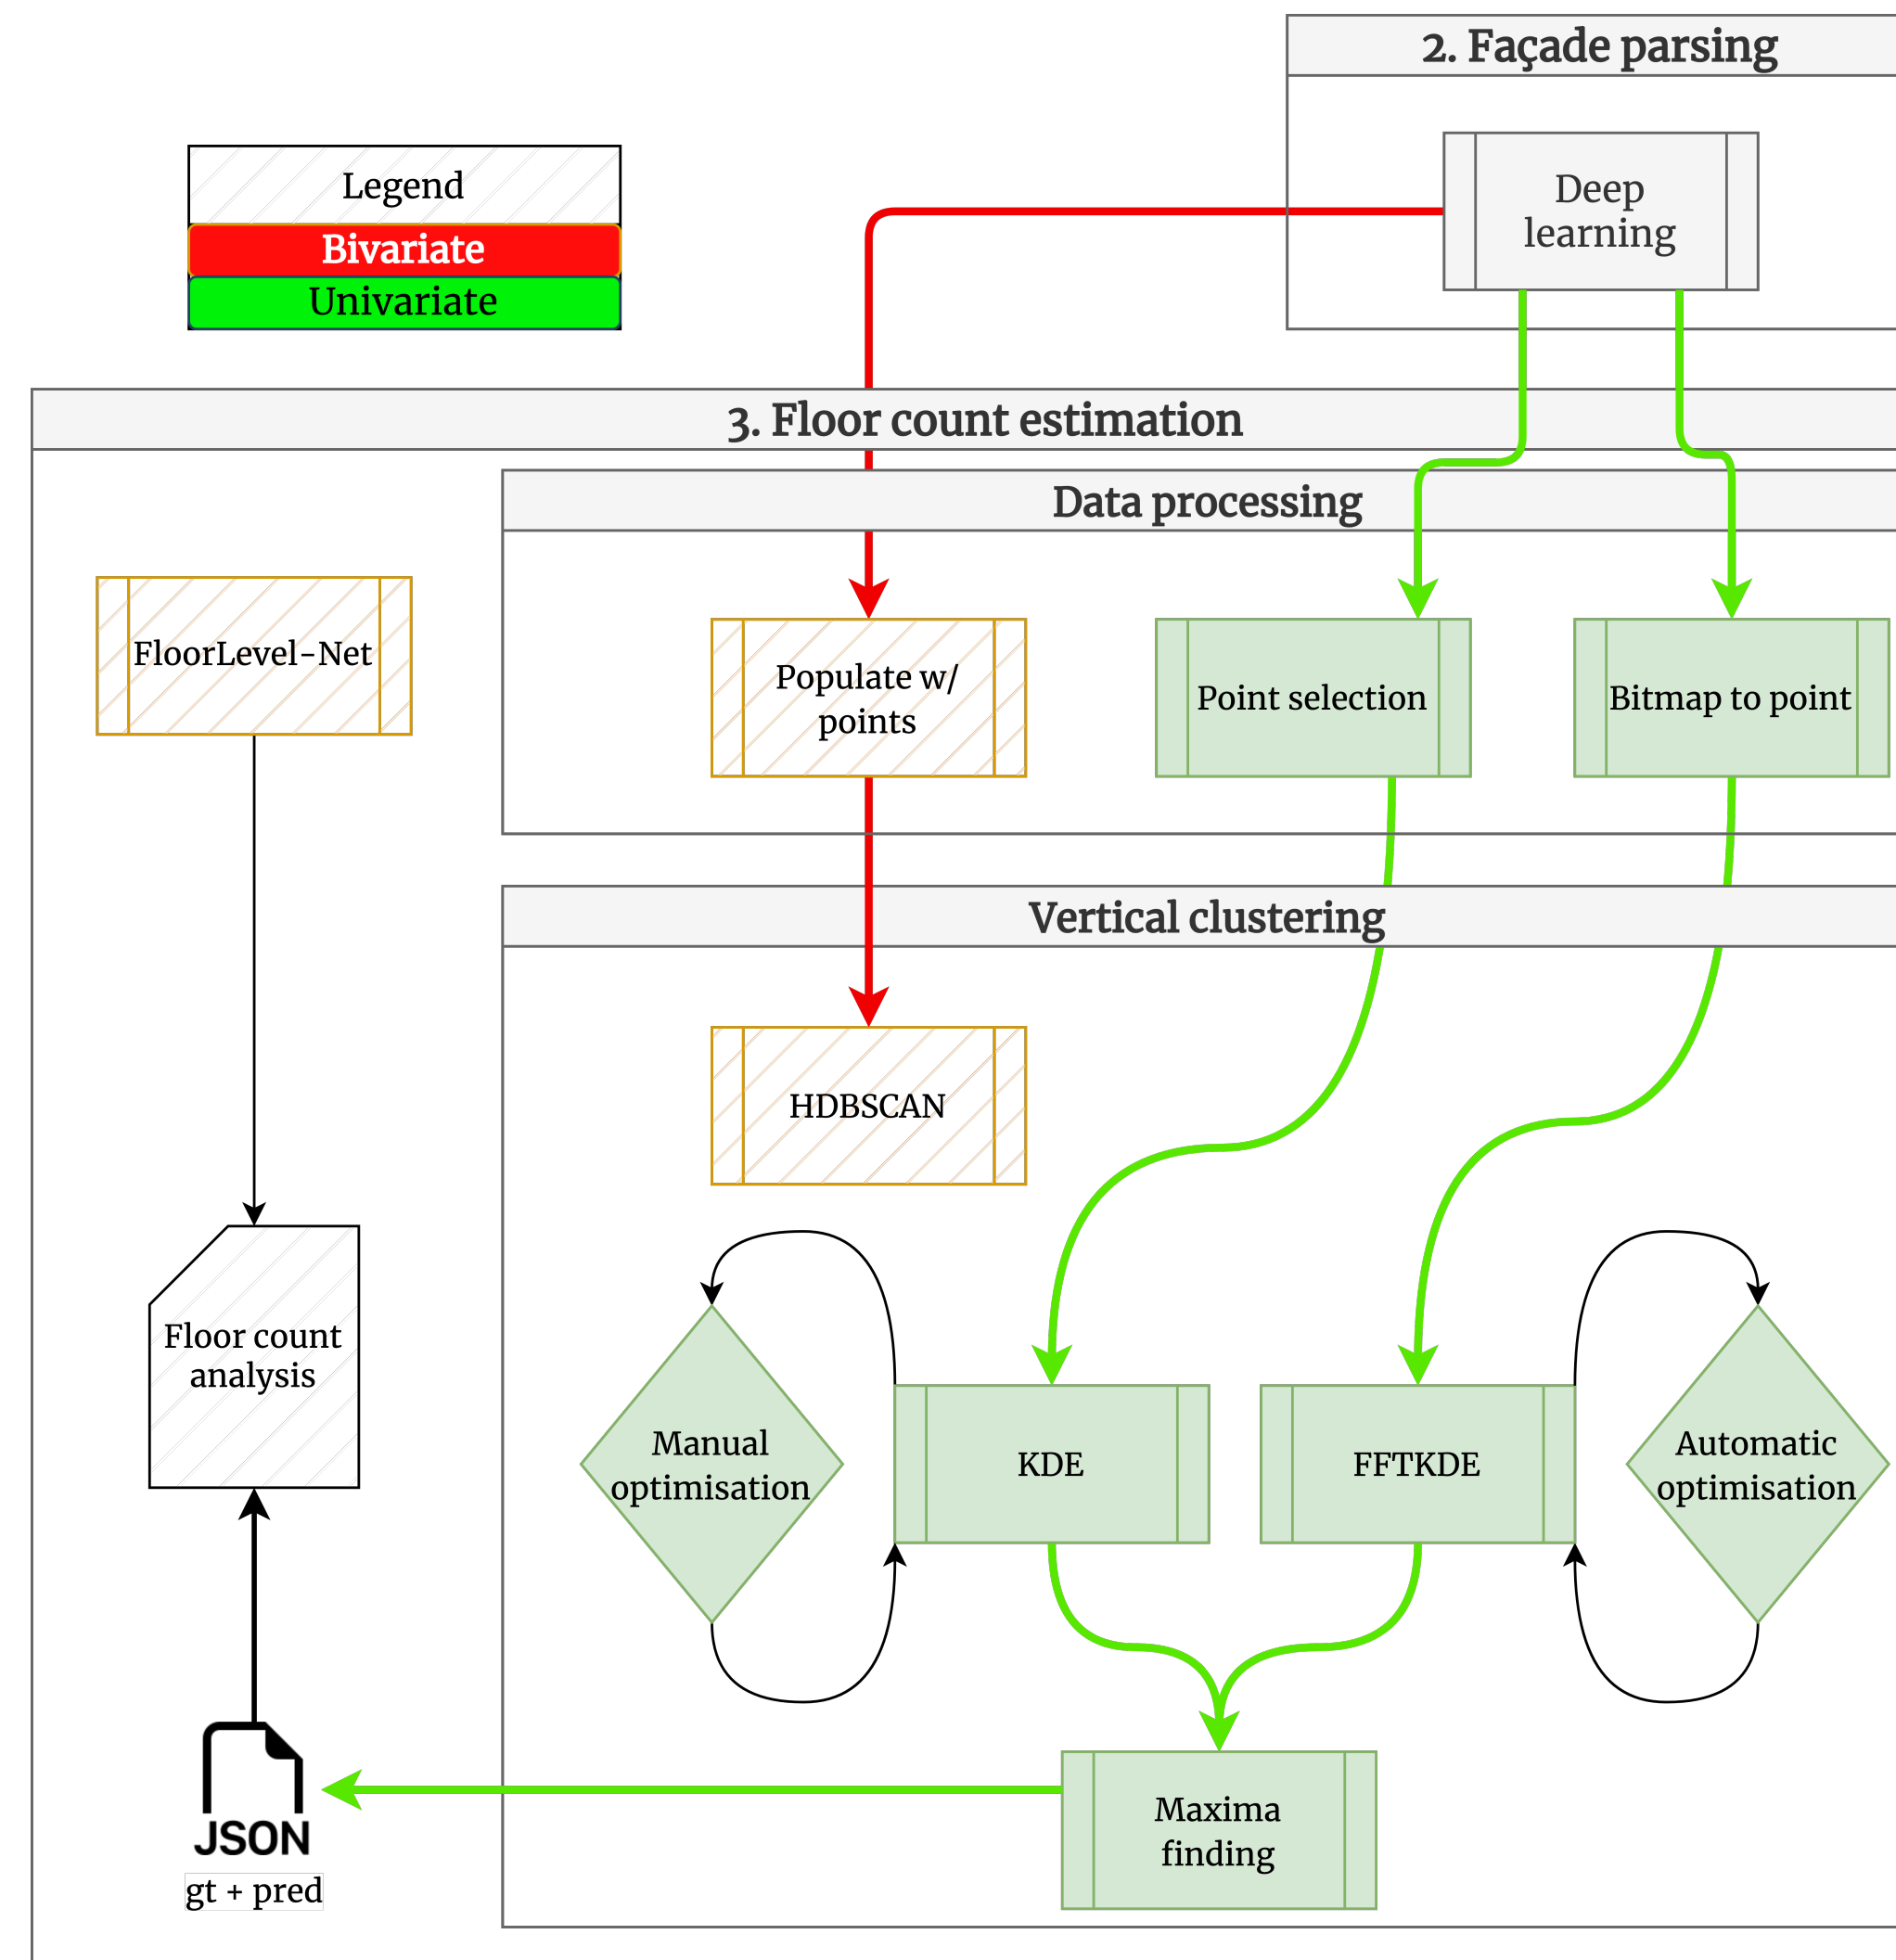 2. Façade parsing
Deep
learning
Legend
Bivariate
Univariate
3. Floor count estimation
Data processing
FloorLevel-Net
Populate w/
points
Point selection
Bitmap to point
Vertical clustering
HDBSCAN
Floor count
analysis
Manual
optimisation
KDE
FFTKDE
Automatic
optimisation
Maxima
finding
JSON
gt + pred